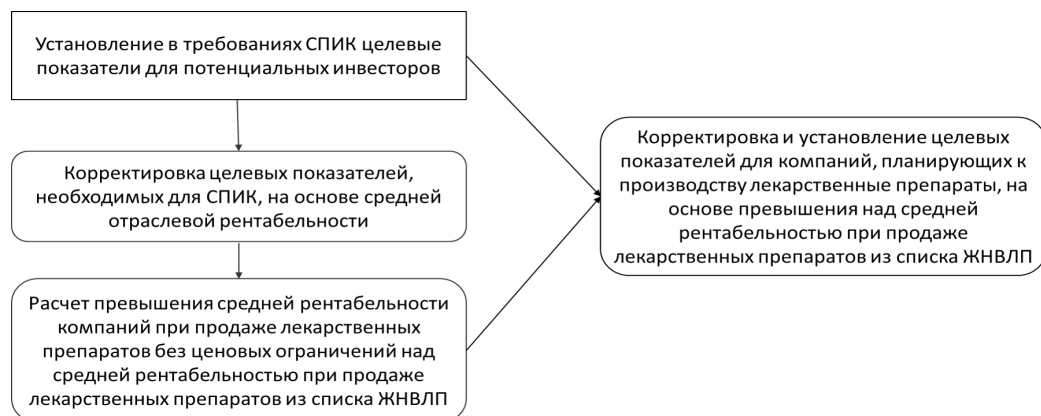 Установление в требованиях СПИК целевые
показатели для потенциальных инвесторов
Корректировка целевых показателей,
необходимых для СПИК, на основе средней
отраслевой рентабельности
Расчет превышения средней рентабельности
компаний при продаже лекарственных
препаратов без ценовых ограничений над
средней рентабельностью при продаже
лекарственных препаратов из списка ЖНВЛП
Корректировка и установление целевых
показателей для компаний, планирующих к
производству лекарственные препараты, на
основе превышения над средней
рентабельностью при продаже
лекарственных препаратов из списка ЖНВЛП